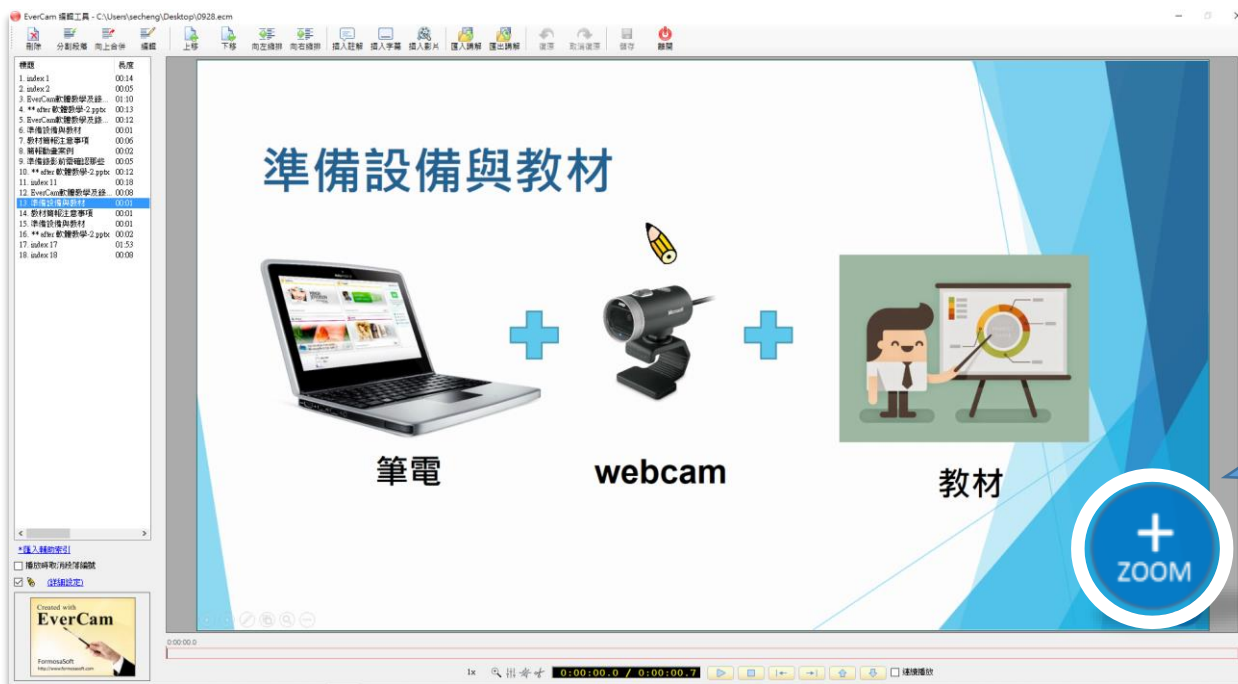 EverCam 編輯工具 - C:\Users\secheng\Desktop\0928.ecm
刪除 分割段落 向上合併 編輯 上移 下移 向左縮排 向右縮排 插入註解 插入字幕 插入影片 匯入講解 匯出講解 復原 取消復原 儲存 離開
標題 長度
1. index 1 00:14
2. index 2 00:05
3. EverCam軟體教學及錄... 01:10
4. ** after 軟體教學-2.pptx 00:13
5. EverCam軟體教學及錄... 00:12
6. 準備設備與教材 00:01
7. 教材簡報注意事項 00:06
8. 簡報動畫案例 00:02
9. 準備錄影前需確認那些 00:05
10. ** after 軟體教學-2.pptx 00:12
11. index 11 00:18
12. EverCam軟體教學及錄... 00:08
13. 準備設備與教材 00:01
14. 教材簡報注意事項 00:01
15. 準備設備與教材 00:01
16. ** after 軟體教學-2.pptx 00:02
17. index 17 01:53
18. index 18 00:08
準備設備與教材
筆電
webcam
教材
ZOOM
*匯入輔助索引
播放時取消段落編號
(詳細設定)
Created with
EverCam
FormosaSoft
http://www.formosasoft.com
0:00:00.0
1x 0:00:00.0 / 0:00:00.7 連續播放